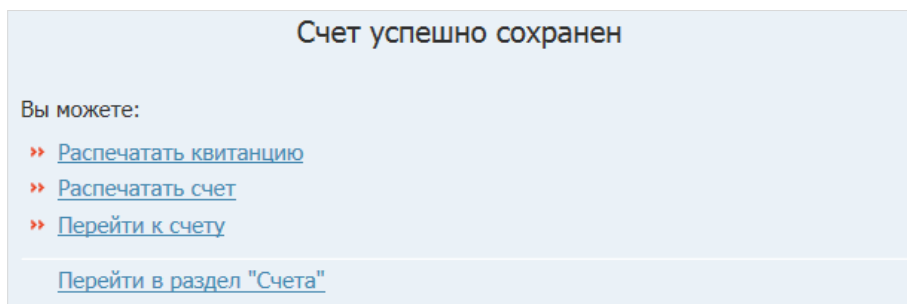 Счет успешно сохранен
Вы можете:
Распечатать квитанцию
Распечатать счет
Перейти к счету
Перейти в раздел "Счета"